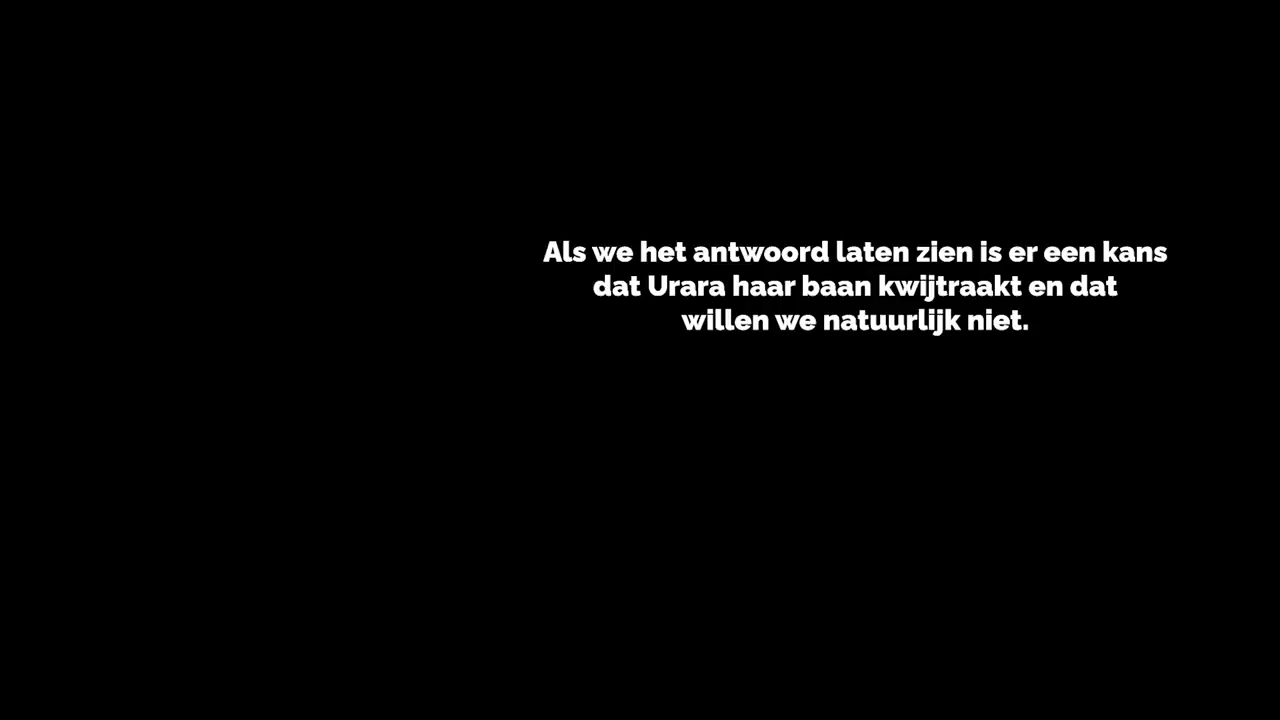 Als we het antwoord laten zien is er een kans
dat Urara haar baan kwijtraakt en dat
willen we natuurlijk niet.